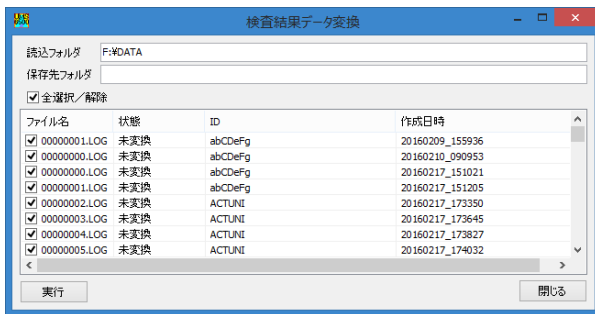 検査結果データ変換
読込フォルダ F:¥DATA
保存先フォルダ
全選択／解除
ファイル名 状態 ID 作成日時
00000001.LOG 未変換 abCDeFg 20160209_155936
00000000.LOG 未変換 abCDeFg 20160210_090953
00000000.LOG 未変換 abCDeFg 20160217_151021
00000001.LOG 未変換 abCDeFg 20160217_151205
00000002.LOG 未変換 ACTUNI 20160217_173350
00000003.LOG 未変換 ACTUNI 20160217_173645
00000004.LOG 未変換 ACTUNI 20160217_173827
00000005.LOG 未変換 ACTUNI 20160217_174032
実行 閉じる